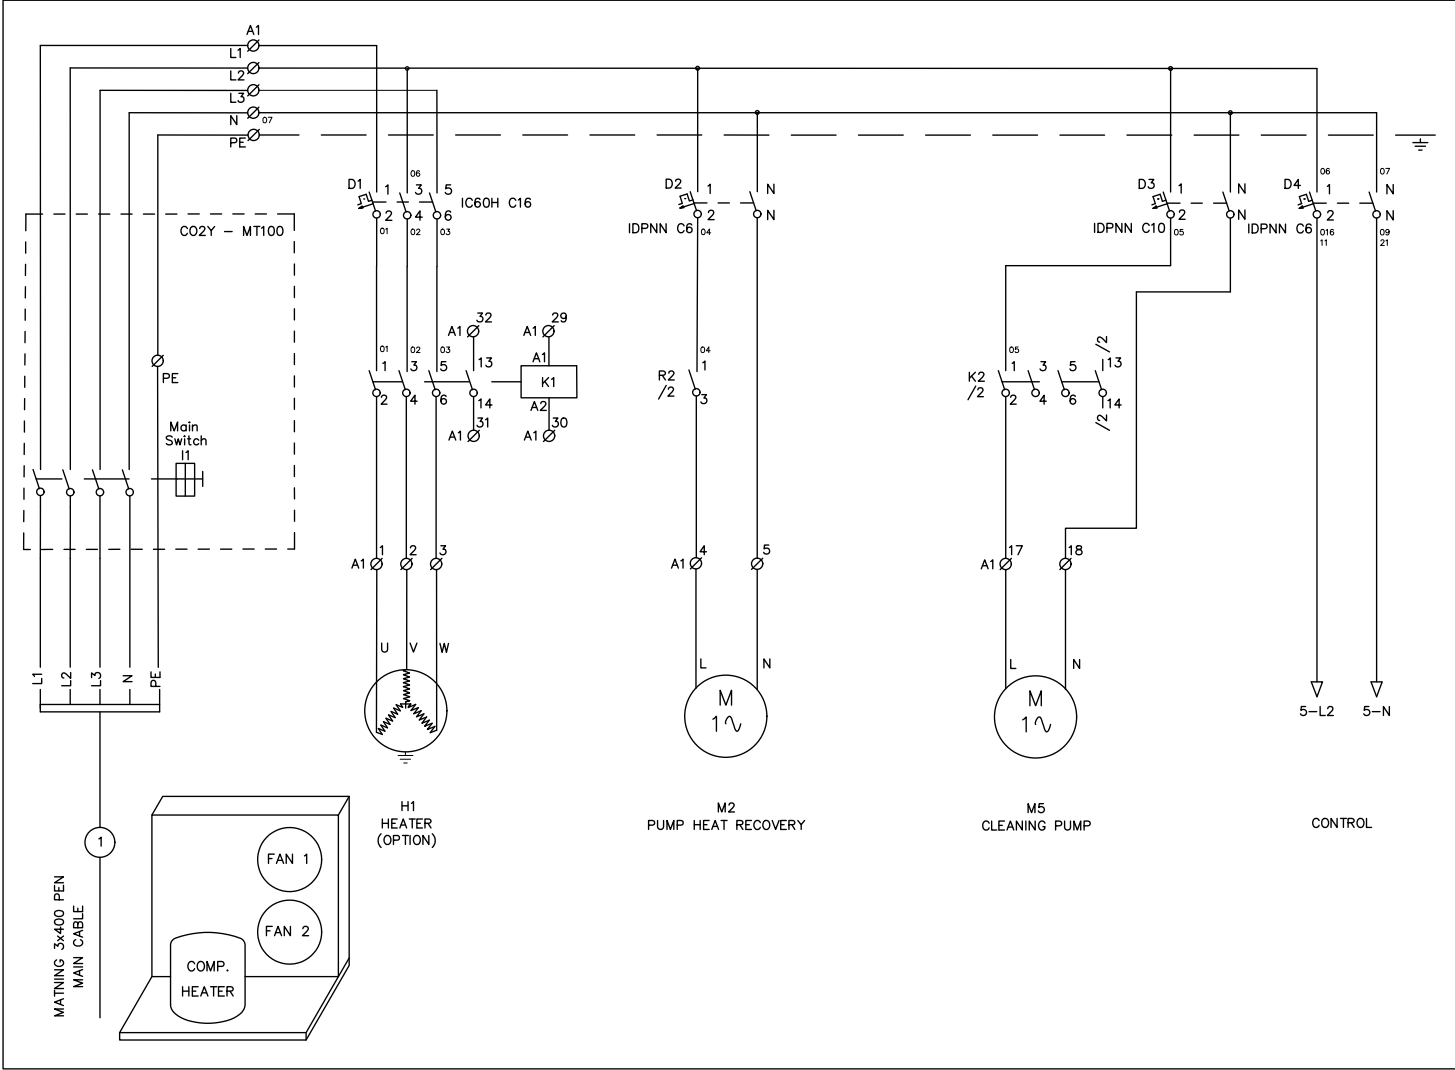 A1
L1
L2
L3
N 07
PE
D1
1
06
3
5
2
4
6
01
02
03
IC60H C16
D2
1
N
2
N
IDPNN C6
04
D3
1
N
2
N
IDPNN C10
05
D4
06
1
07
N
2
N
IDPNN C6
016
11
09
21
CO2Y – MT100
PE
Main
Switch
I1
01
02
03
1
3
5
13
2
4
6
14
A1
32
A1
31
A1
29
A1
K1
A2
A1
30
04
R2
/2
1
3
05
K2
/2
1
3
5
13
/2
2
4
6
14
/2
A1
1
2
3
A1
4
5
A1
17
18
U
V
W
L
N
L
N
L1
L2
L3
N
PE
M
1∿
M
1∿
5–L2
5–N
H1
HEATER
(OPTION)
M2
PUMP HEAT RECOVERY
M5
CLEANING PUMP
CONTROL
1
MATNING 3x400 PEN
MAIN CABLE
FAN 1
FAN 2
COMP.
HEATER